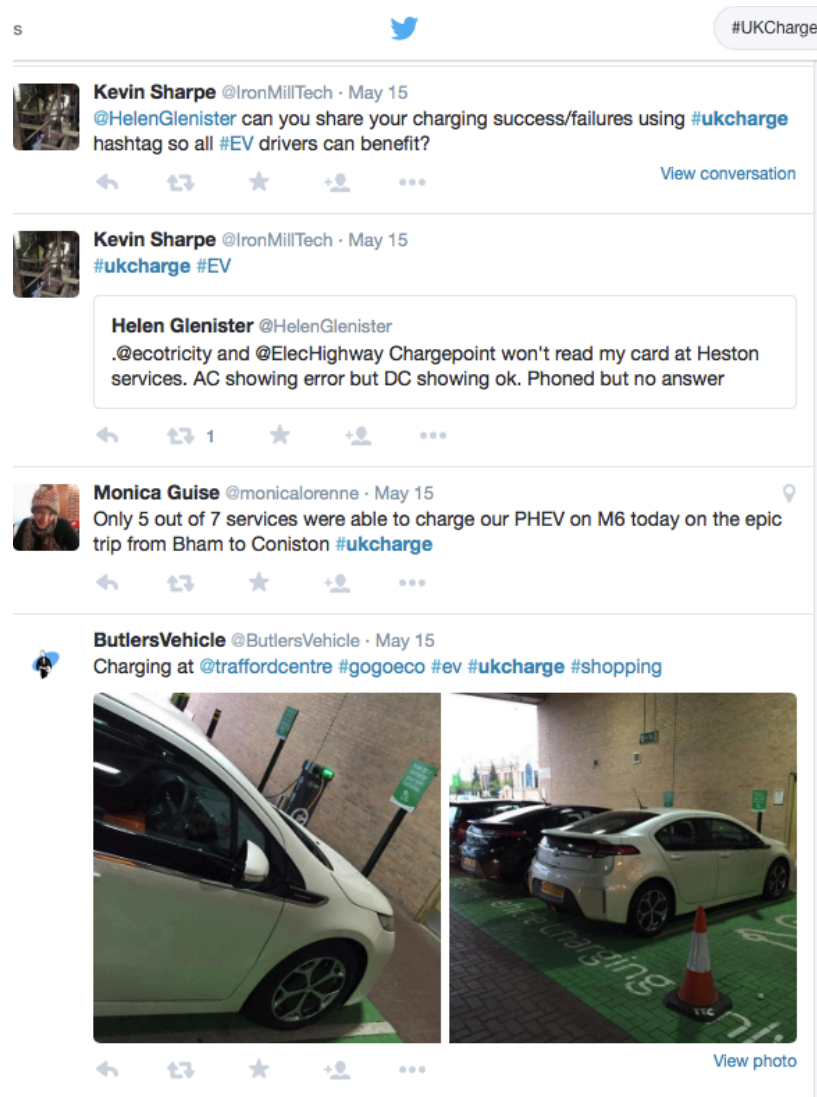 s
#UKCharge
Kevin Sharpe @IronMillTech · May 15
@HelenGlenister can you share your charging success/failures using #ukcharge
hashtag so all #EV drivers can benefit?
View conversation
Kevin Sharpe @IronMillTech · May 15
#ukcharge #EV
Helen Glenister @HelenGlenister
.@ecotricity and @ElecHighway Chargepoint won't read my card at Heston
services. AC showing error but DC showing ok. Phoned but no answer
1
Monica Guise @monicalorenne · May 15
Only 5 out of 7 services were able to charge our PHEV on M6 today on the epic
trip from Bham to Coniston #ukcharge
ButlersVehicle @ButlersVehicle · May 15
Charging at @traffordcentre #gogoeco #ev #ukcharge #shopping
Charging
View photo